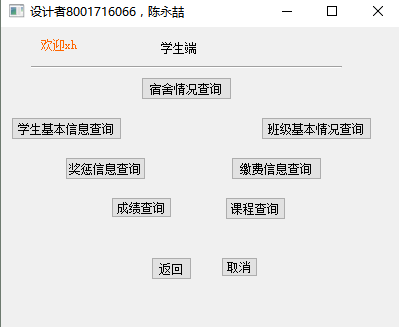 设计者8001716066，陈永喆
欢迎xh 学生端
宿舍情况查询
学生基本信息查询 班级基本情况查询
奖惩信息查询 缴费信息查询
成绩查询 课程查询
返回 取消